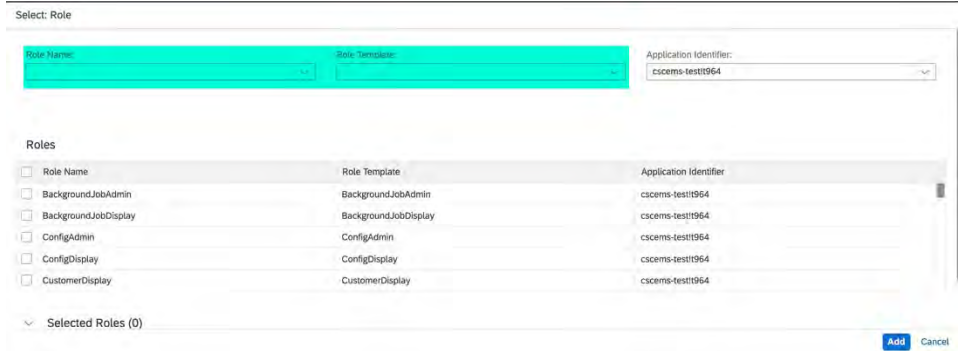 Select: Role
Role Name: Role Template: Application Identifier:
cscems-test!t964
Roles
Role Name Role Template Application Identifier
BackgroundJobAdmin BackgroundJobAdmin cscems-test!t964
BackgroundJobDisplay BackgroundJobDisplay cscems-test!t964
ConfigAdmin ConfigAdmin cscems-test!t964
ConfigDisplay ConfigDisplay cscems-test!t964
CustomerDisplay CustomerDisplay cscems-test!t964
Selected Roles (0)
Add Cancel